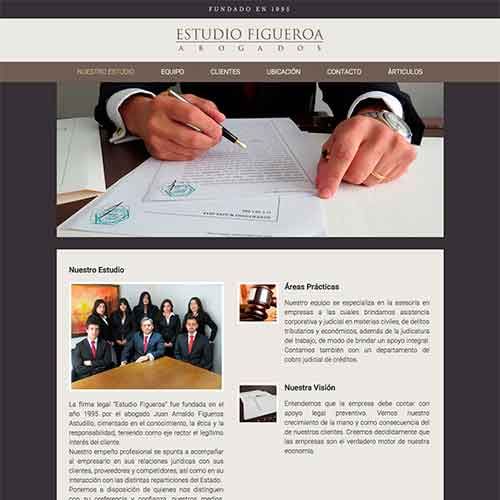 FUNDADO EN 1995
ESTUDIO FIGUEROA
ABOGADOS
NUESTRO ESTUDIO EQUIPO CLIENTES UBICACIÓN CONTACTO ÁRTICULOS
Nuestro Estudio
La firma legal "Estudio Figueroa" fue fundada en
el año 1995 por el abogado Juan Arnaldo Figueroa
Astudillo, cimentado en el conocimiento, la ética y la
responsabilidad, teniendo como eje rector el legítimo
interés del cliente.
Nuestro empeño profesional se apunta a acompañar
al empresario en sus relaciones jurídicas con sus
clientes, proveedores y competidores, así como en su
interacción con las distintas reparticiones del Estado.
Ponemos a disposición de quienes nos distinguen
con su preferencia y confianza, nuestros medios
Áreas Prácticas
Nuestro equipo se especializa en la asesoría en
empresas a las cuales brindamos asistencia
corporativa y judicial en materias civiles, de delitos
tributarios y económicos, además de la judicatura
del trabajo, de modo de brindar un apoyo integral.
Contamos también con un departamento de
cobro judicial de créditos.
Nuestra Visión
Entendemos que la empresa debe contar con
apoyo legal preventivo. Vemos nuestro
crecimiento de la mano y como consecuencia del
de nuestros clientes. Creemos decididamente que
las empresas son el verdadero motor de nuestra
economía.